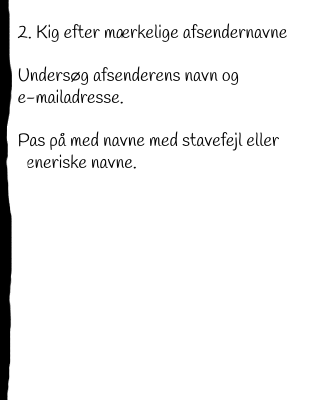 2. Kig efter mærkelige afsendernavne
Undersøg afsenderens navn og
e-mailadresse.
Pas på med navne med stavefejl eller
eneriske navne.